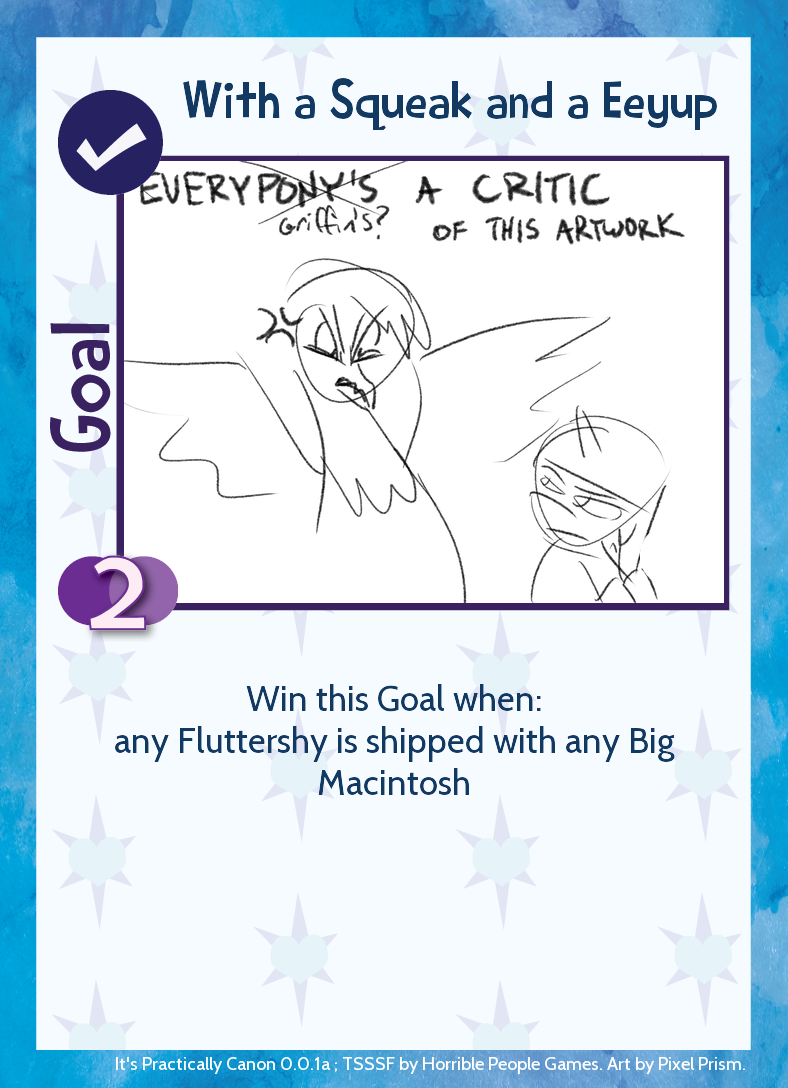 With a Squeak and a Eeyup
EVERYPONY'S A CRITIC
Griffin's? OF THIS ARTWORK
Goal
2
Win this Goal when:
any Fluttershy is shipped with any Big
Macintosh
It's Practically Canon 0.0.1a ; TSSSF by Horrible People Games. Art by Pixel Prism.